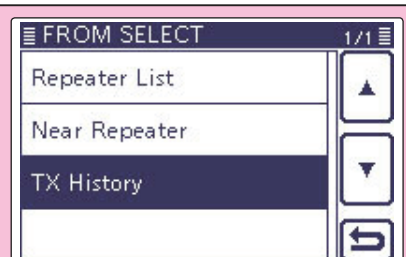 FROM SELECT 1/1
Repeater List
Near Repeater
TX History